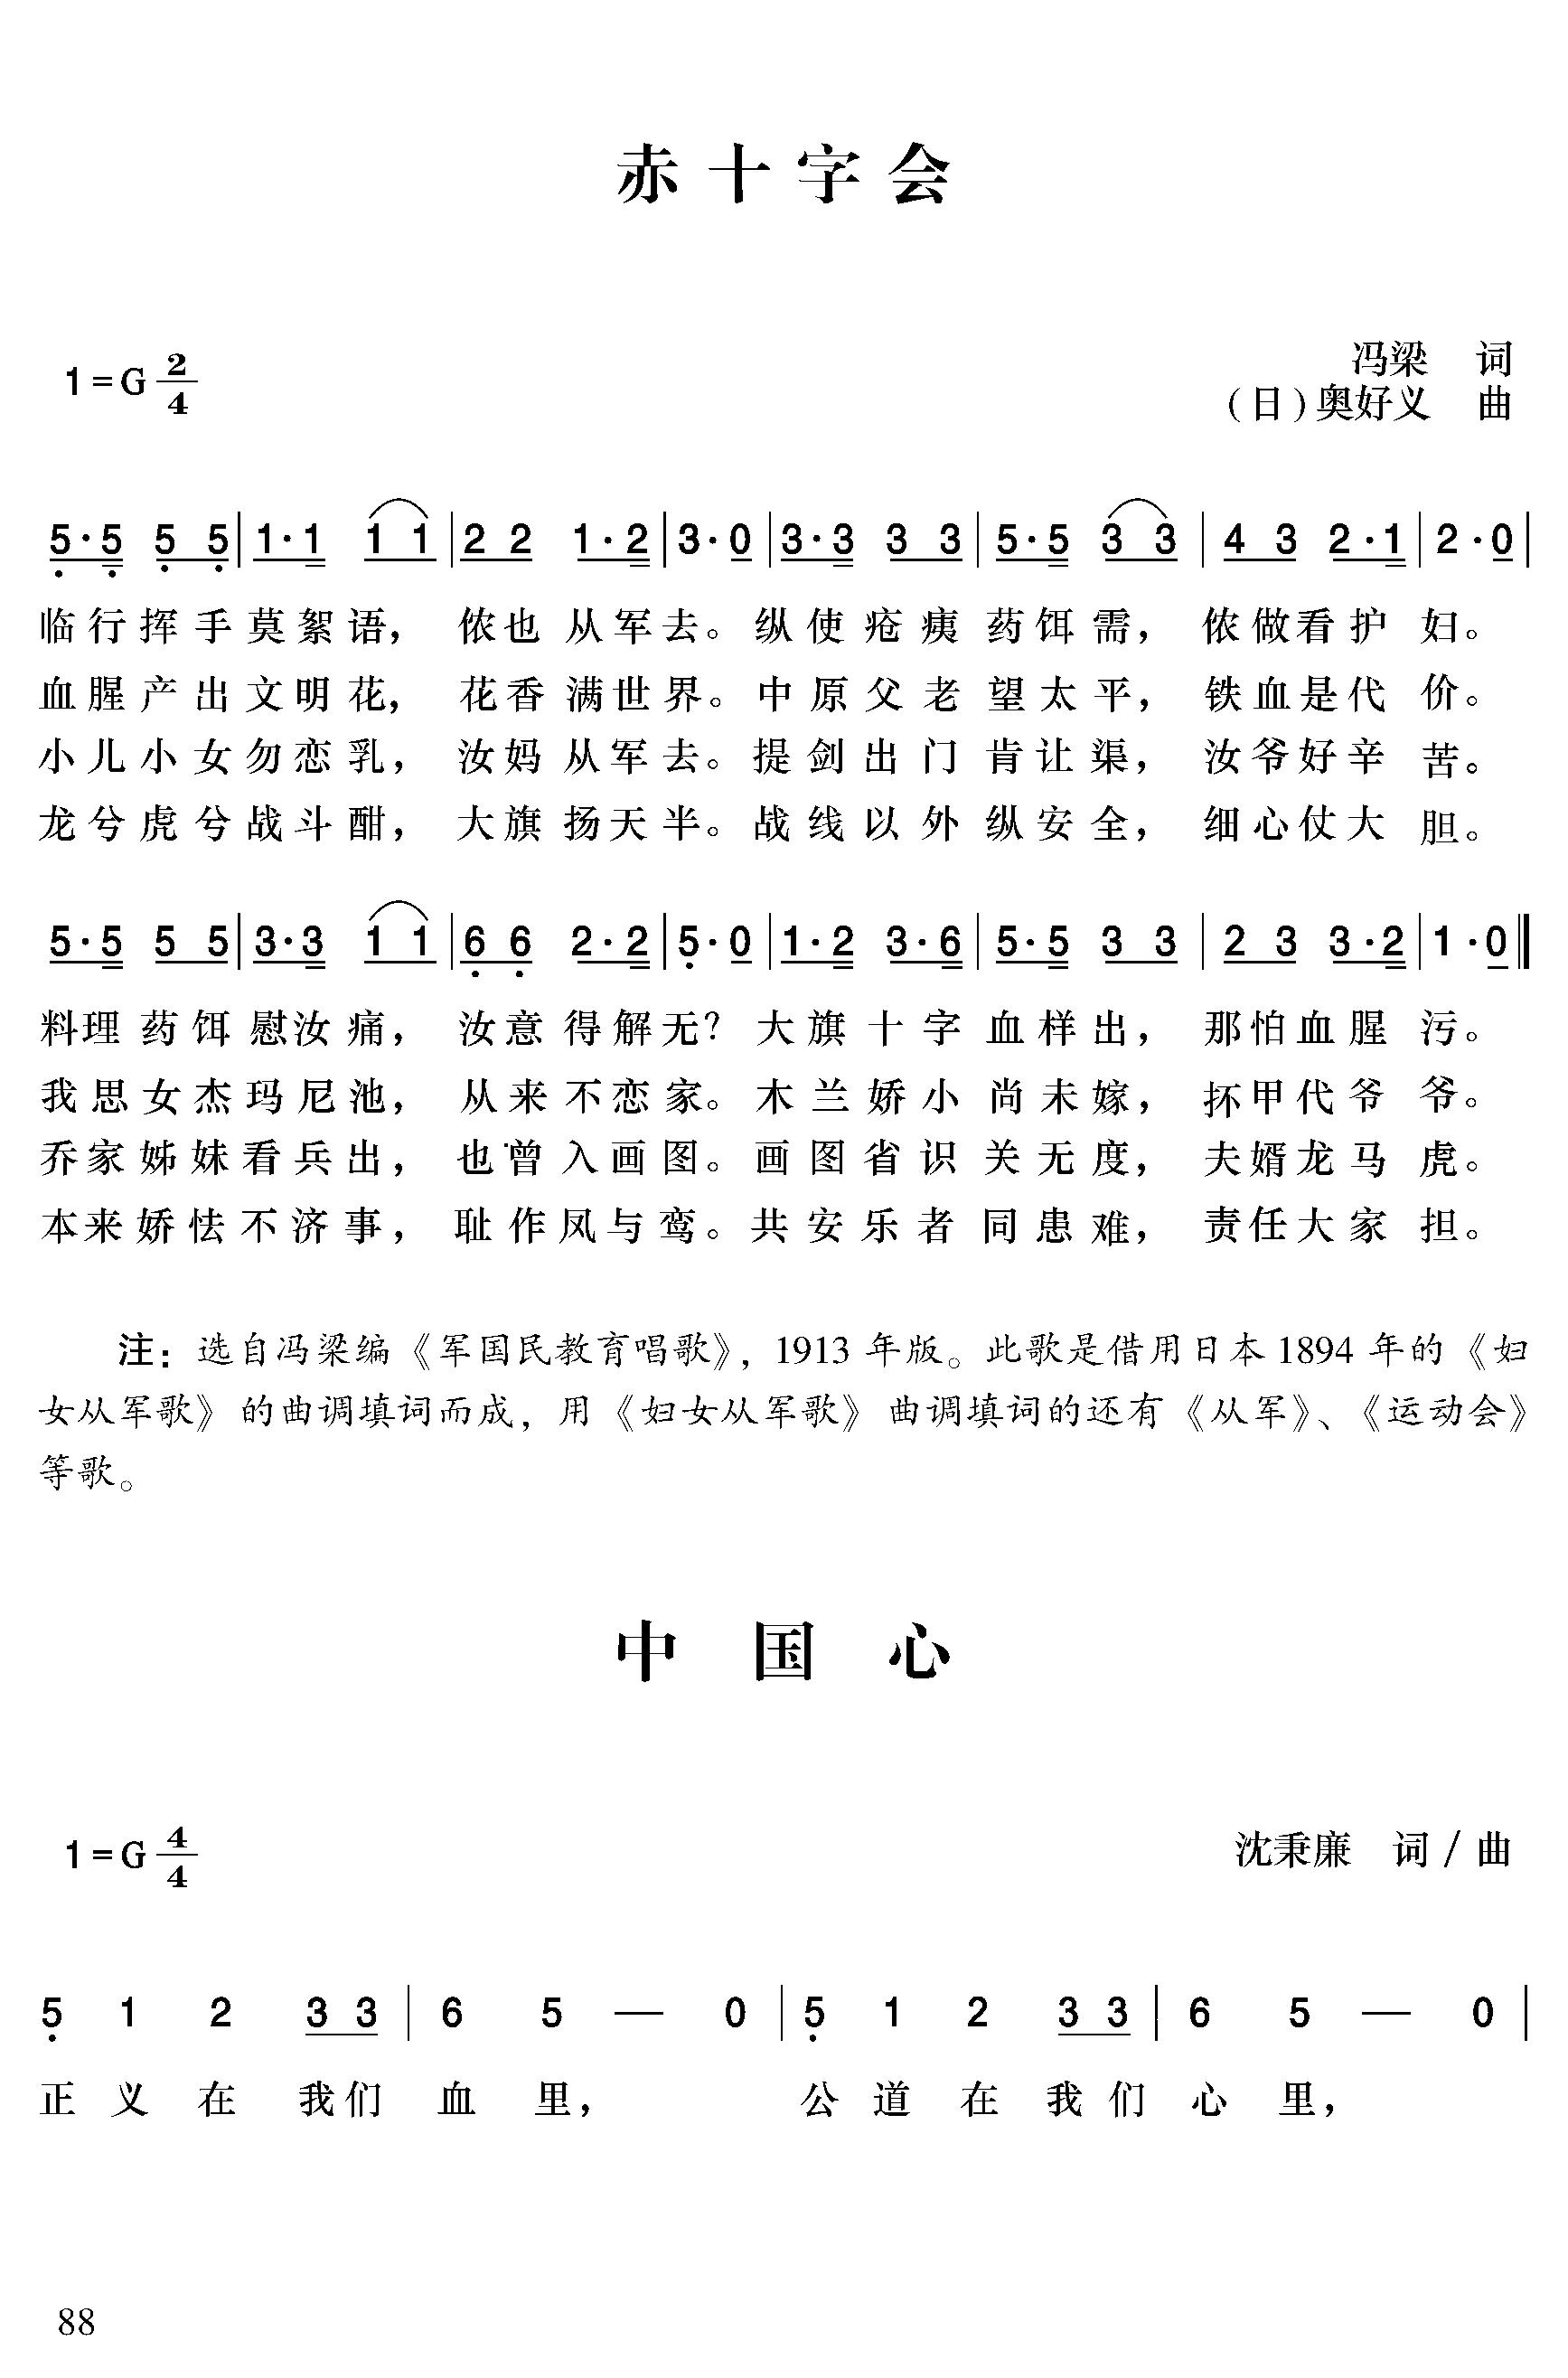 赤十字会
1=G 2/4
冯梁 词
(日)奥好义 曲
5·5 5 5|1·1 1 1|2 2 1·2|3·0|3·3 3 3|5·5 3 3|4 3 2·1|2·0|
临行挥手莫絮语，侬也从军去。纵使疮痍药饵需，侬做看护妇。
血腥产出文明花，花香满世界。中原父老望太平，铁血是代价。
小儿小女勿恋乳，汝妈从军去。提剑出门肯让渠，汝爷好辛苦。
龙兮虎兮战斗酣，大旗扬天半。战线以外纵安全，细心仗大胆。
5·5 5 5|3·3 1 1|6 6 2·2|5·0|1·2 3·6|5·5 3 3|2 3 3·2|1·0‖
料理药饵慰汝痛，汝意得解无？大旗十字血样出，那怕血腥污。
我思女杰玛尼池，从来不恋家。木兰娇小尚未嫁，抔甲代爷爷。
乔家姊妹看兵出，也曾入画图。画图省识关无度，夫婿龙马虎。
本来娇怯不济事，耻作凤与鸾。共安乐者同患难，责任大家担。
注：选自冯梁编《军国民教育唱歌》，1913年版。此歌是借用日本1894年的《妇
女从军歌》的曲调填词而成，用《妇女从军歌》曲调填词的还有《从军》、《运动会》
等歌。
中国心
1=G 4/4
沈秉廉 词/曲
5 1 2 3 3|6 5 — 0|5 1 2 3 3|6 5 — 0|
正义在我们血里，公道在我们心里，
88